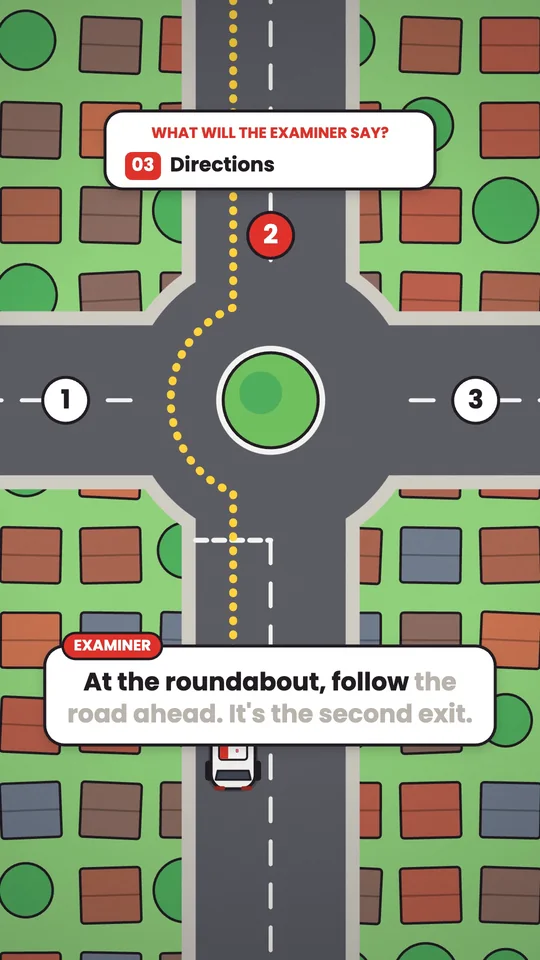 WHAT WILL THE EXAMINER SAY?
03 Directions
2
1
3
EXAMINER
At the roundabout, follow the
road ahead. It's the second exit.